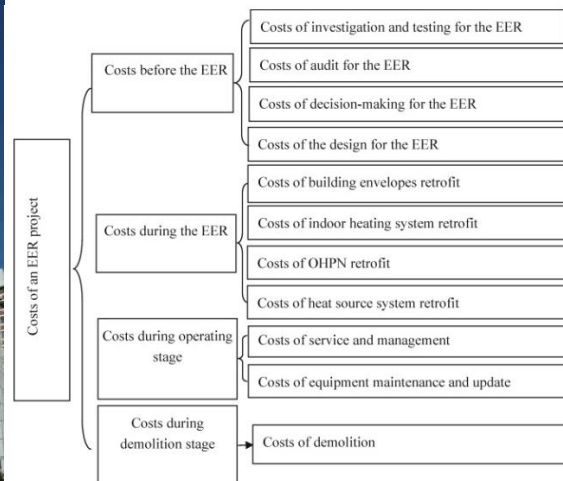 Costs of an EER project
Costs before the EER
Costs of investigation and testing for the EER
Costs of audit for the EER
Costs of decision-making for the EER
Costs of the design for the EER
Costs during the EER
Costs of building envelopes retrofit
Costs of indoor heating system retrofit
Costs of OHPN retrofit
Costs of heat source system retrofit
Costs during operating
stage
Costs of service and management
Costs of equipment maintenance and update
Costs during
demolition stage
Costs of demolition